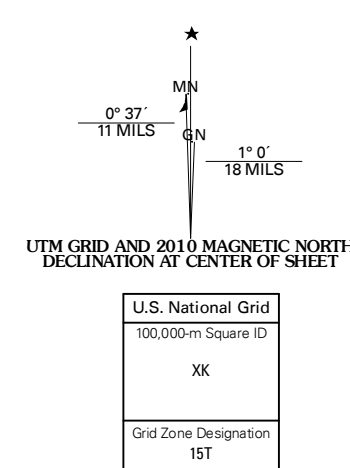 ★
MN
0° 37´
11 MILS
GN
1° 0´
18 MILS
UTM GRID AND 2010 MAGNETIC NORTH
DECLINATION AT CENTER OF SHEET
U.S. National Grid
100,000-m Square ID
XK
Grid Zone Designation
15T